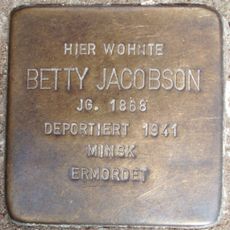 HIER WOHNTE
BETTY JACOBSON
JG. 1868
DEPORTIERT 1941
MINSK
ERMORDET